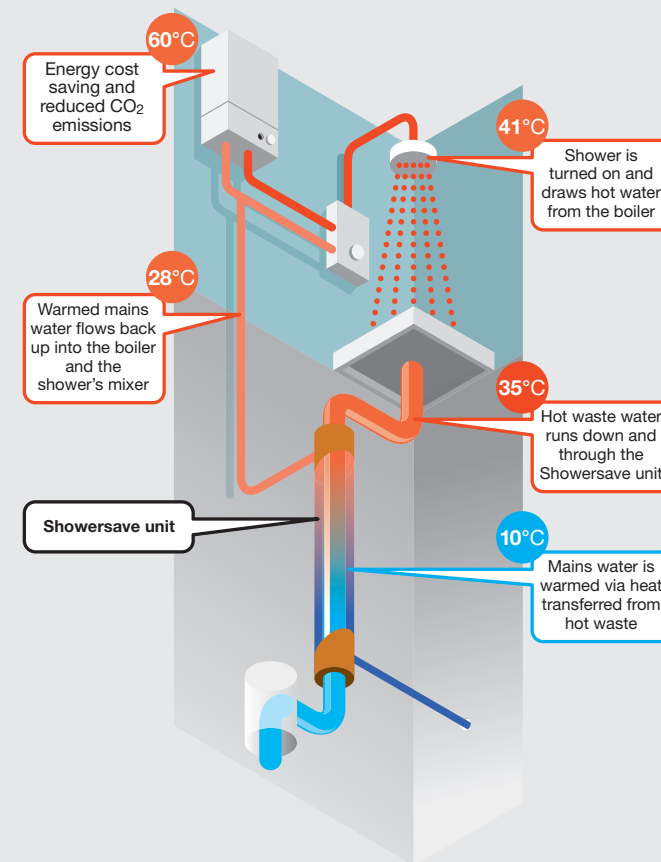 60°C
Energy cost
saving and
reduced CO2
emissions
41°C
Shower is
turned on and
draws hot water
from the boiler
28°C
Warmed mains
water flows back
up into the boiler
and the
shower's mixer
35°C
Hot waste water
runs down and
through the
Showersave unit
Showersave unit
10°C
Mains water is
warmed via heat
transferred from
hot waste